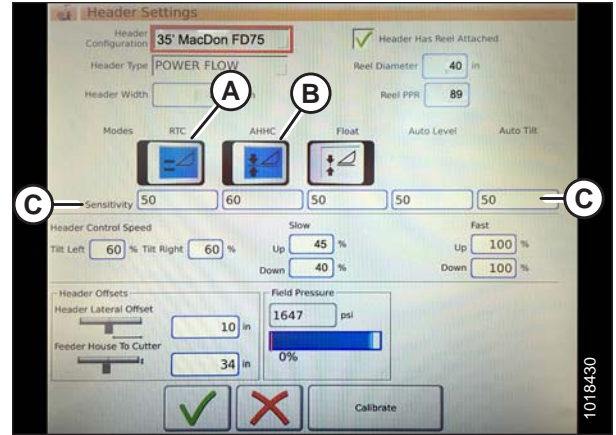 Header Settings
Header Configuration 35' MacDon FD75 Header Has Reel Attached
Header Type POWER FLOW Reel Diameter 40 in
Header Width Reel PPR 89
A B
Modes RTC AHHC Float Auto Level Auto Tilt
C Sensitivity 50 60 50 50 50 C
Header Control Speed Slow Fast
Tilt Left 60 % Tilt Right 60 % Up 45 % Up 100 %
Down 40 % Down 100 %
Header Offsets Field Pressure
Header Lateral Offset 1647 psi
10 in
Feeder House To Cutter 0%
34 in
Calibrate
1018430